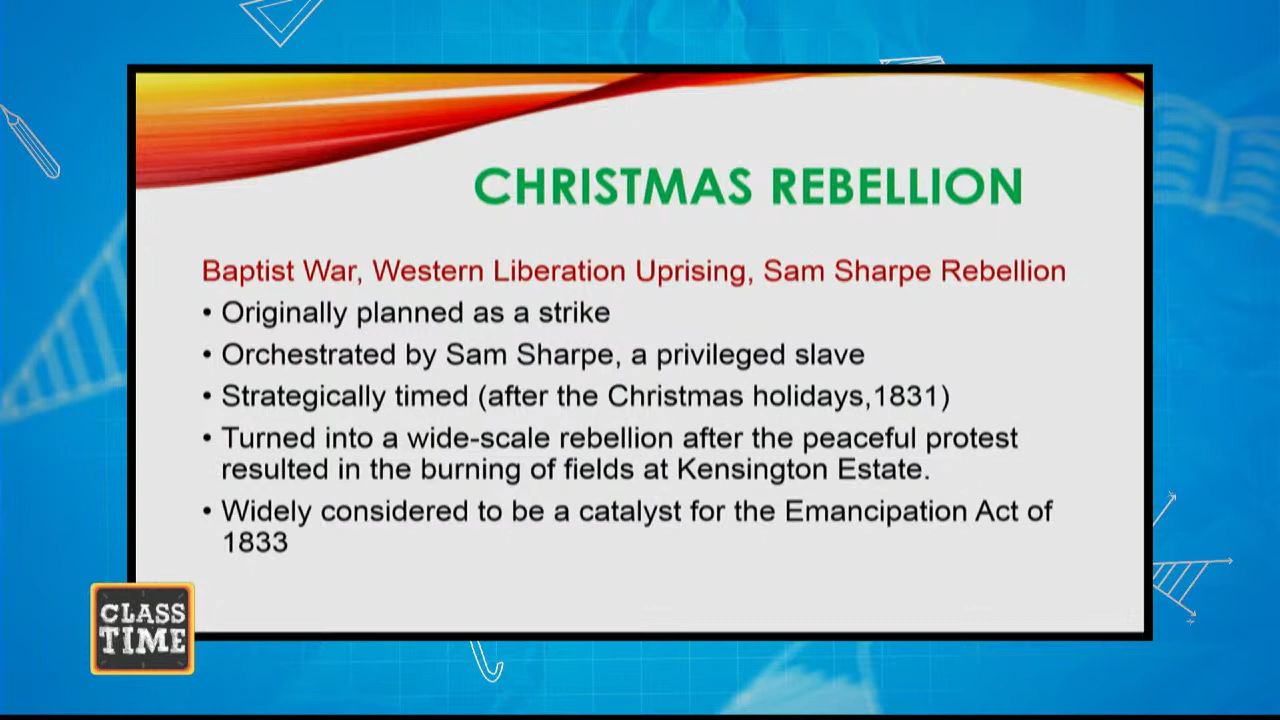 CHRISTMAS REBELLION
Baptist War, Western Liberation Uprising, Sam Sharpe Rebellion
• Originally planned as a strike
• Orchestrated by Sam Sharpe, a privileged slave
• Strategically timed (after the Christmas holidays,1831)
• Turned into a wide-scale rebellion after the peaceful protest
resulted in the burning of fields at Kensington Estate.
• Widely considered to be a catalyst for the Emancipation Act of
1833
CLASS
TIME